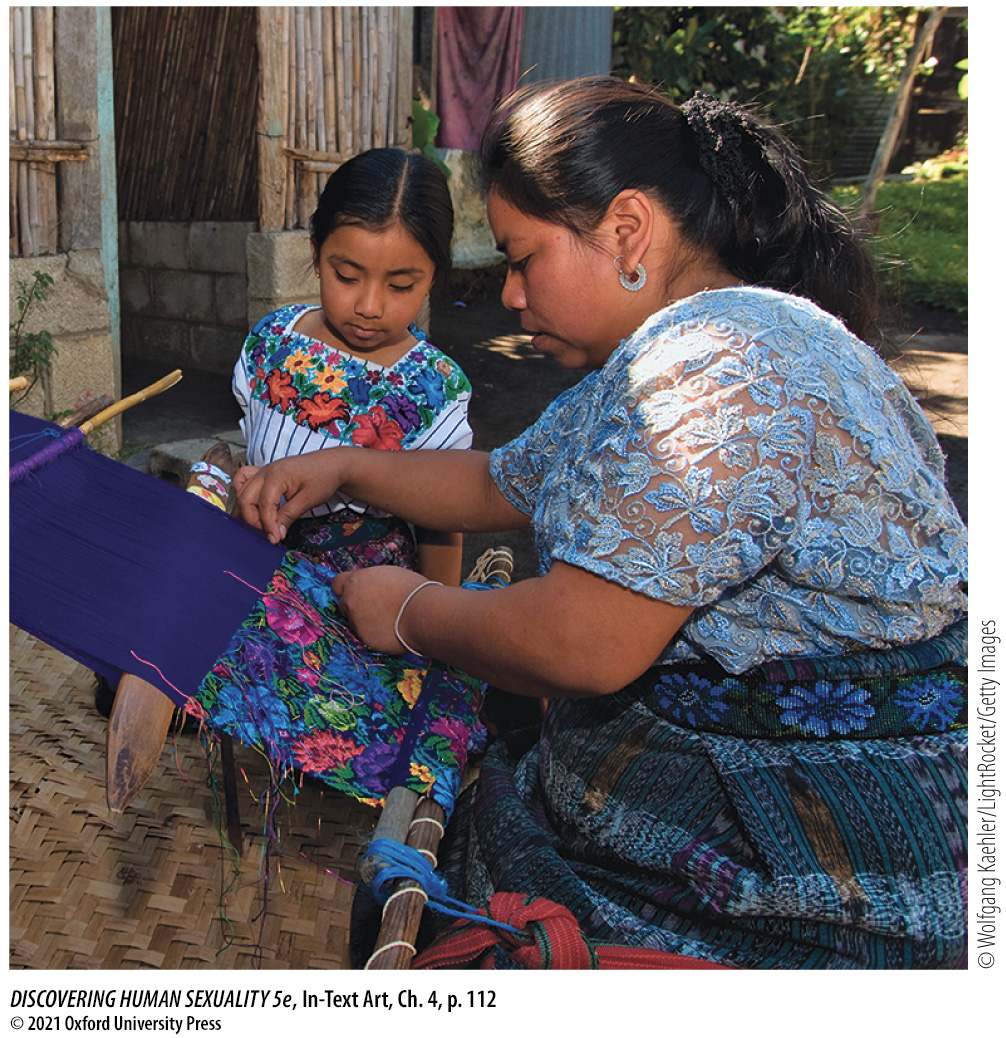 © Wolfgang Kaehler/LightRocket/Getty Images
DISCOVERING HUMAN SEXUALITY 5e, In-Text Art, Ch. 4, p. 112
© 2021 Oxford University Press